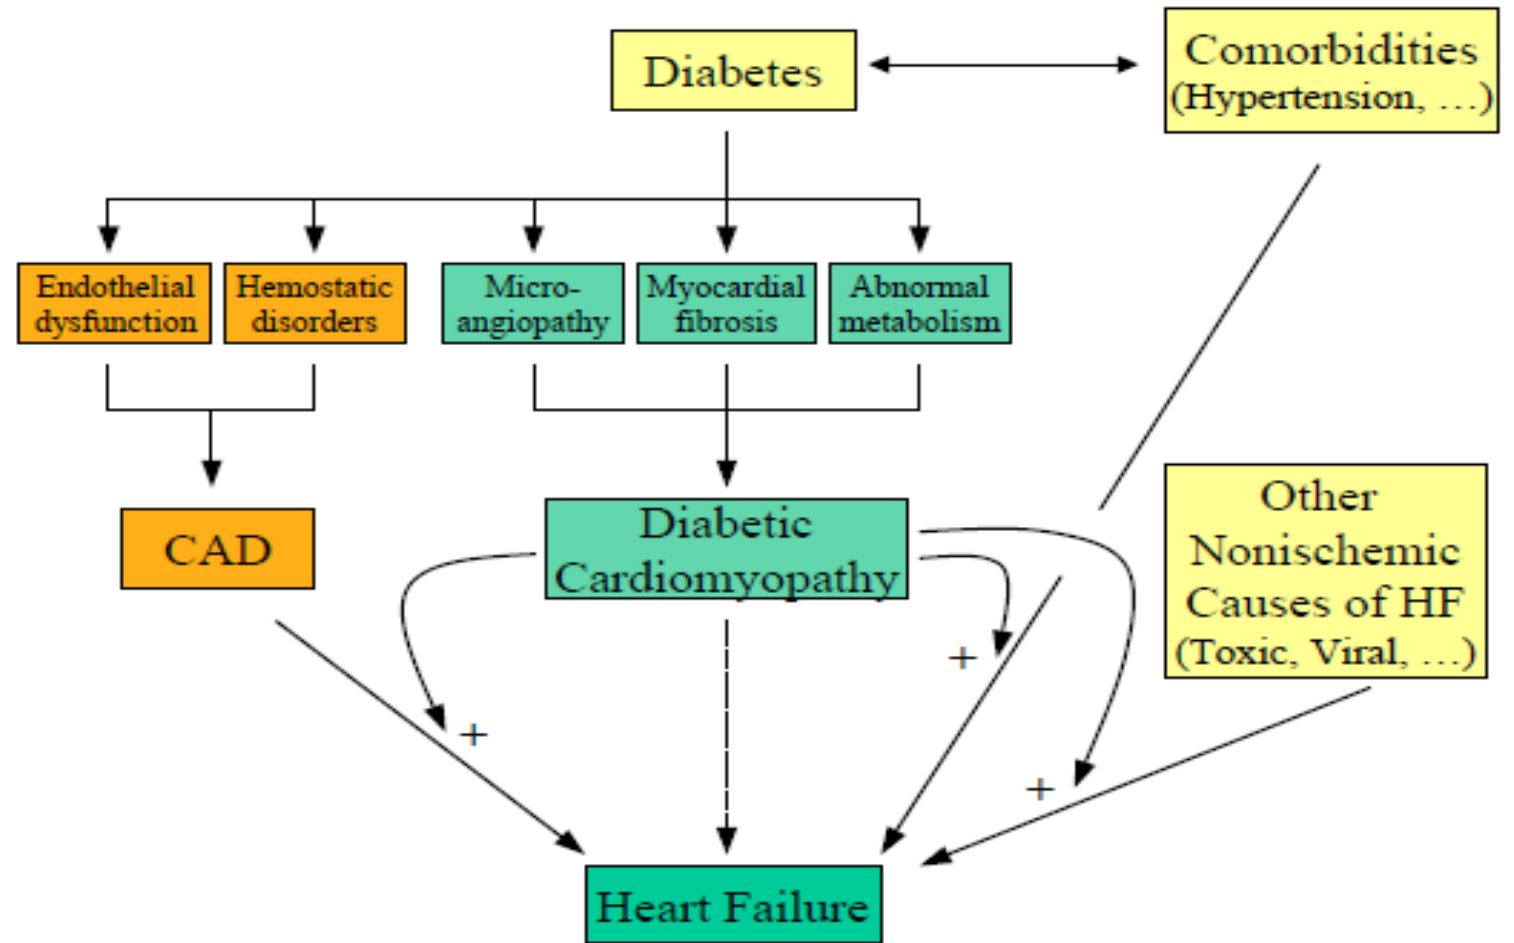 Diabetes
Comorbidities
(Hypertension, …)
Endothelial
dysfunction
Hemostatic
disorders
Micro-
angiopathy
Myocardial
fibrosis
Abnormal
metabolism
CAD
Diabetic
Cardiomyopathy
Other
Nonischemic
Causes of HF
(Toxic, Viral, …)
+
+
+
Heart Failure